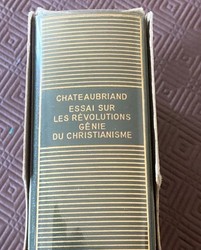 CHATEAUBRIAND
ESSAI SUR
LES RÉVOLUTIONS
GÉNIE
DU CHRISTIANISME